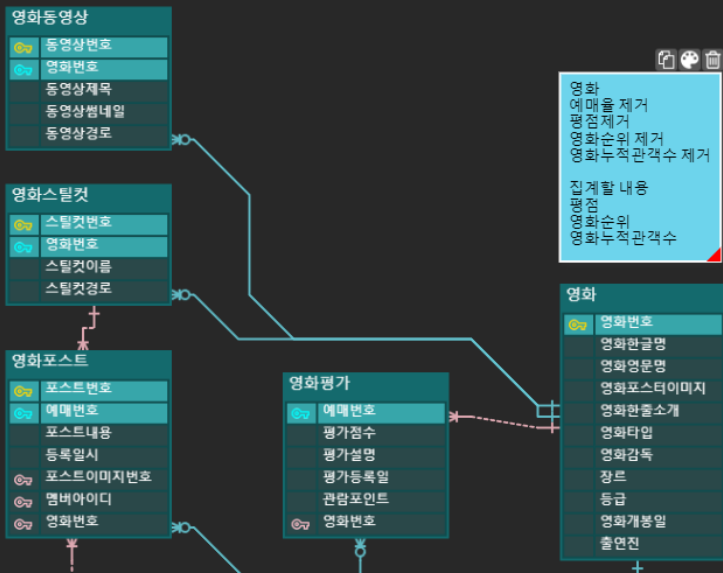 영화동영상
동영상번호
영화번호
동영상제목
동영상썸네일
동영상경로
영화스틸컷
스틸컷번호
영화번호
스틸컷이름
스틸컷경로
영화포스트
포스트번호
예매번호
포스트내용
등록일시
포스트이미지번호
멤버아이디
영화번호
영화평가
예매번호
평가점수
평가설명
평가등록일
관람포인트
영화번호
영화
예매율 제거
평점제거
영화순위 제거
영화누적관객수 제거
집계할 내용
평점
영화순위
영화누적관객수
영화
영화번호
영화한글명
영화영문명
영화포스터이미지
영화한줄소개
영화타입
영화감독
장르
등급
영화개봉일
출연진